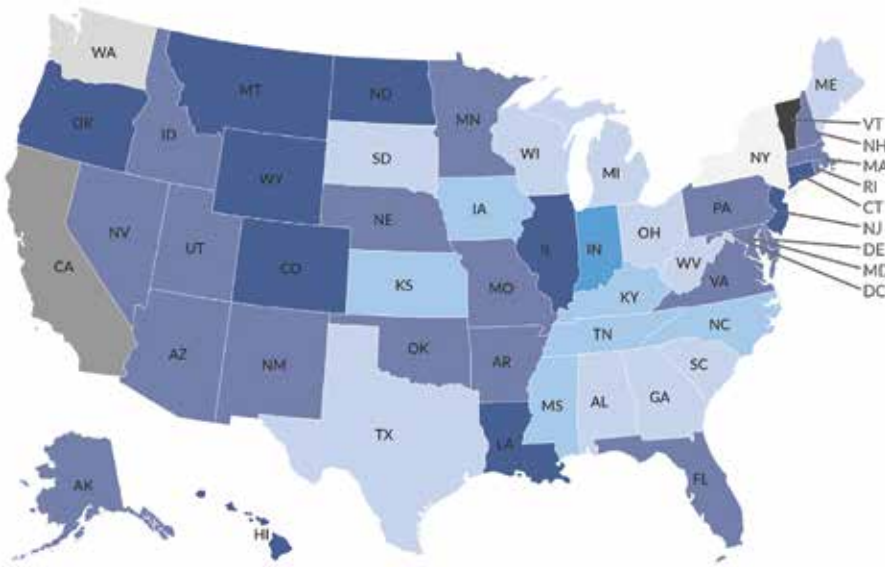 WA
MT
ND
MN
OR
ID
SD
WI
MI
ME
VT
NH
MA
RI
CT
NJ
DE
MD
DC
NY
WY
IA
NE
PA
NV
UT
CO
IL
IN
OH
WV
VA
CA
KS
MO
KY
NC
AZ
NM
OK
AR
TN
SC
MS
AL
GA
TX
LA
FL
AK
HI